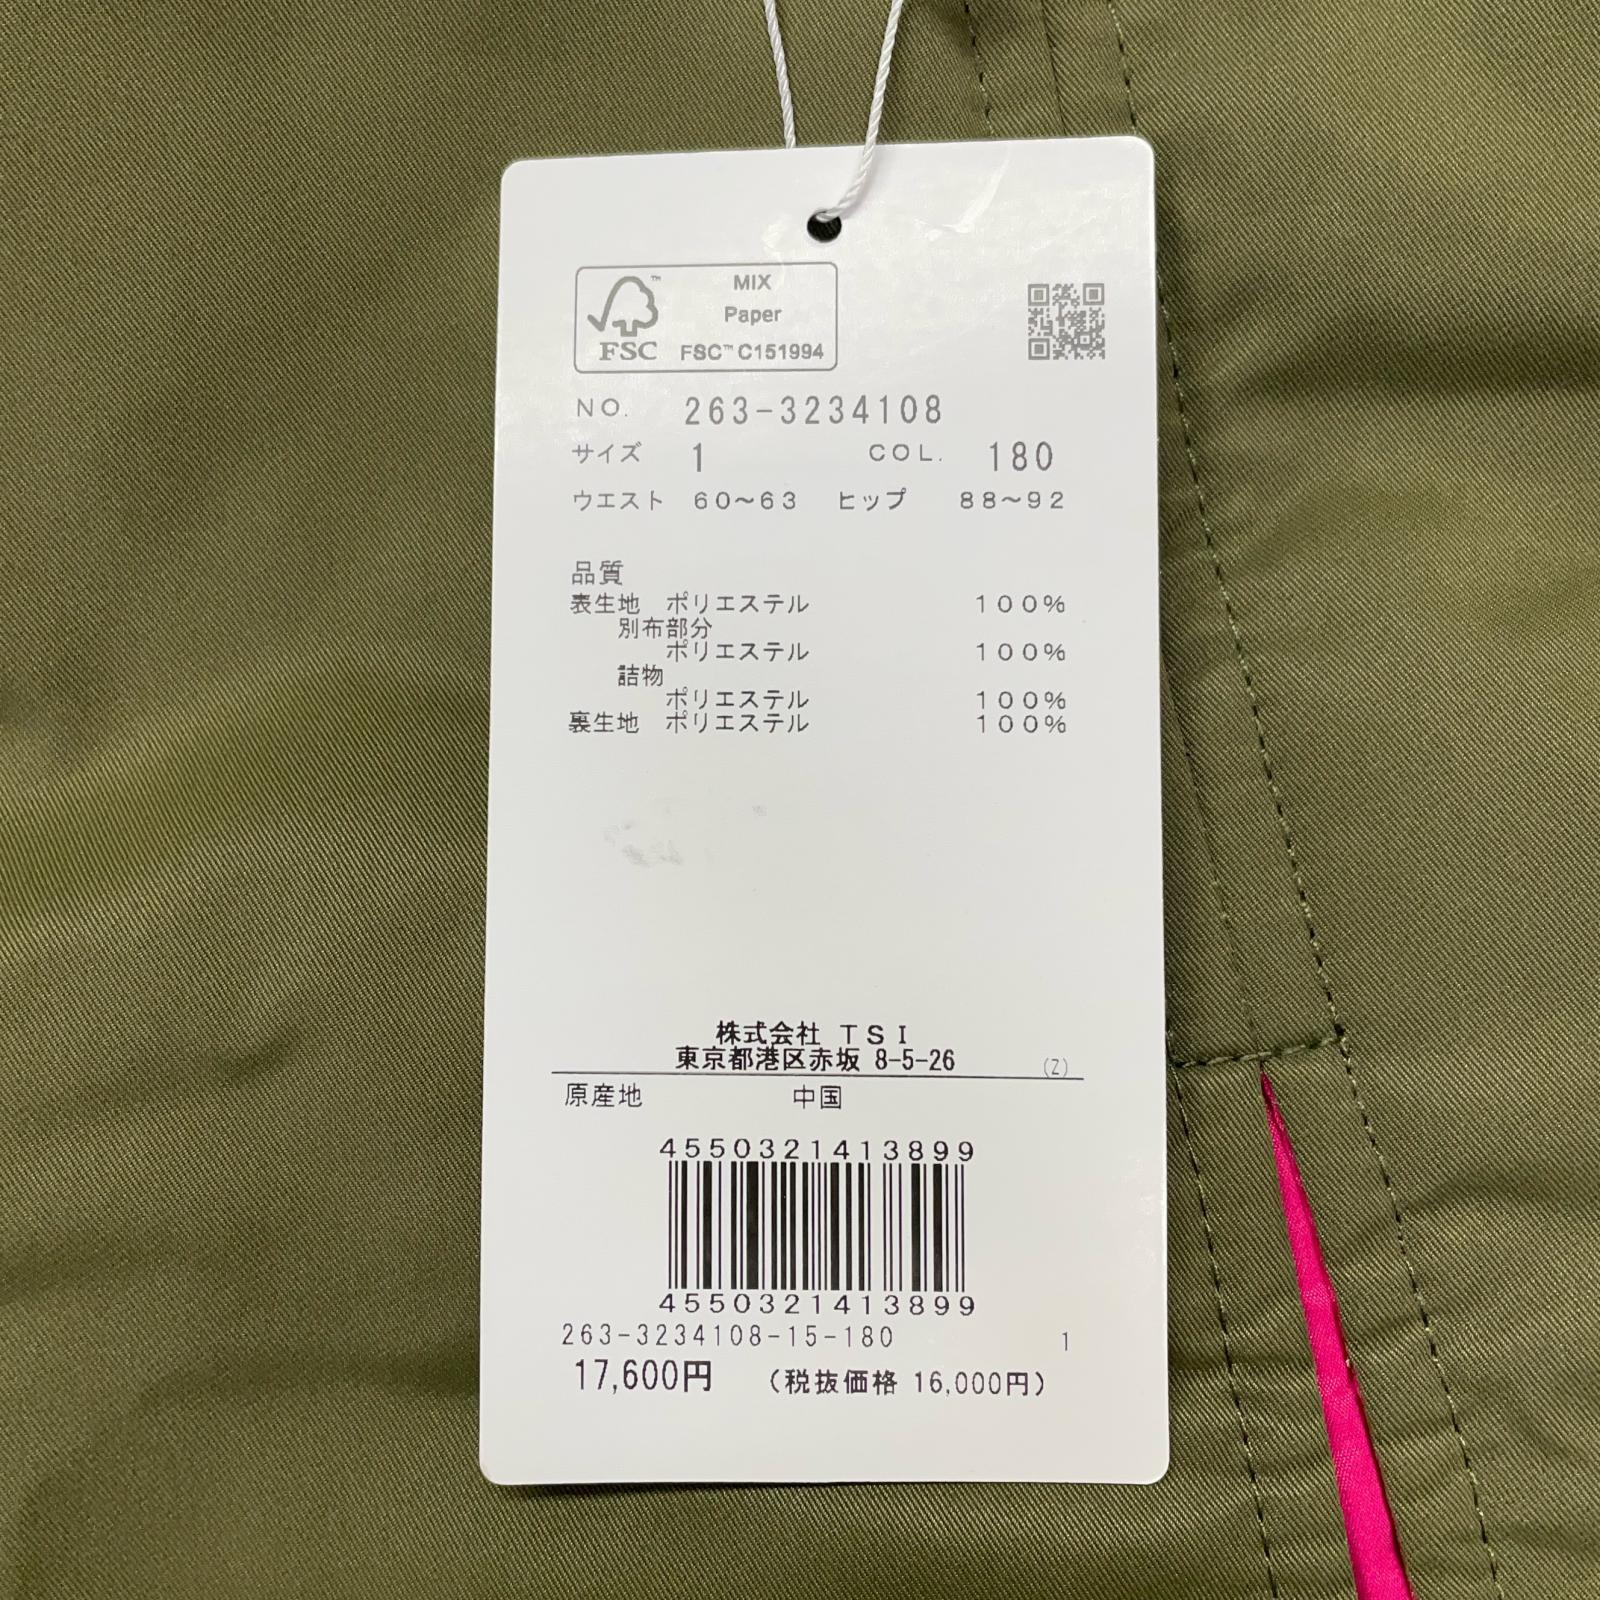 MIX
Paper
FSC™ C151994
FSC
NO. 263-3234108
サイズ 1 COL. 180
ウエスト 60～63 ヒップ 88～92
品質
表生地 ポリエステル 100%
別布部分
ポリエステル 100%
詰物
ポリエステル 100%
裏生地 ポリエステル 100%
株式会社 TSI
東京都港区赤坂 8-5-26 (Z)
原産地 中国
4550321413899
4550321413899
263-3234108-15-180 1
17,600円 (税抜価格 16,000円)